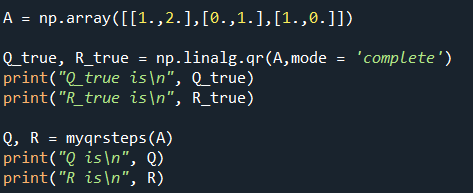 A = np.array([[1.,2.],[0.,1.],[1.,0.]])
Q_true, R_true = np.linalg.qr(A,mode = 'complete')
print("Q_true is\n", Q_true)
print("R_true is\n", R_true)
Q, R = myqrsteps(A)
print("Q is\n", Q)
print("R is\n", R)